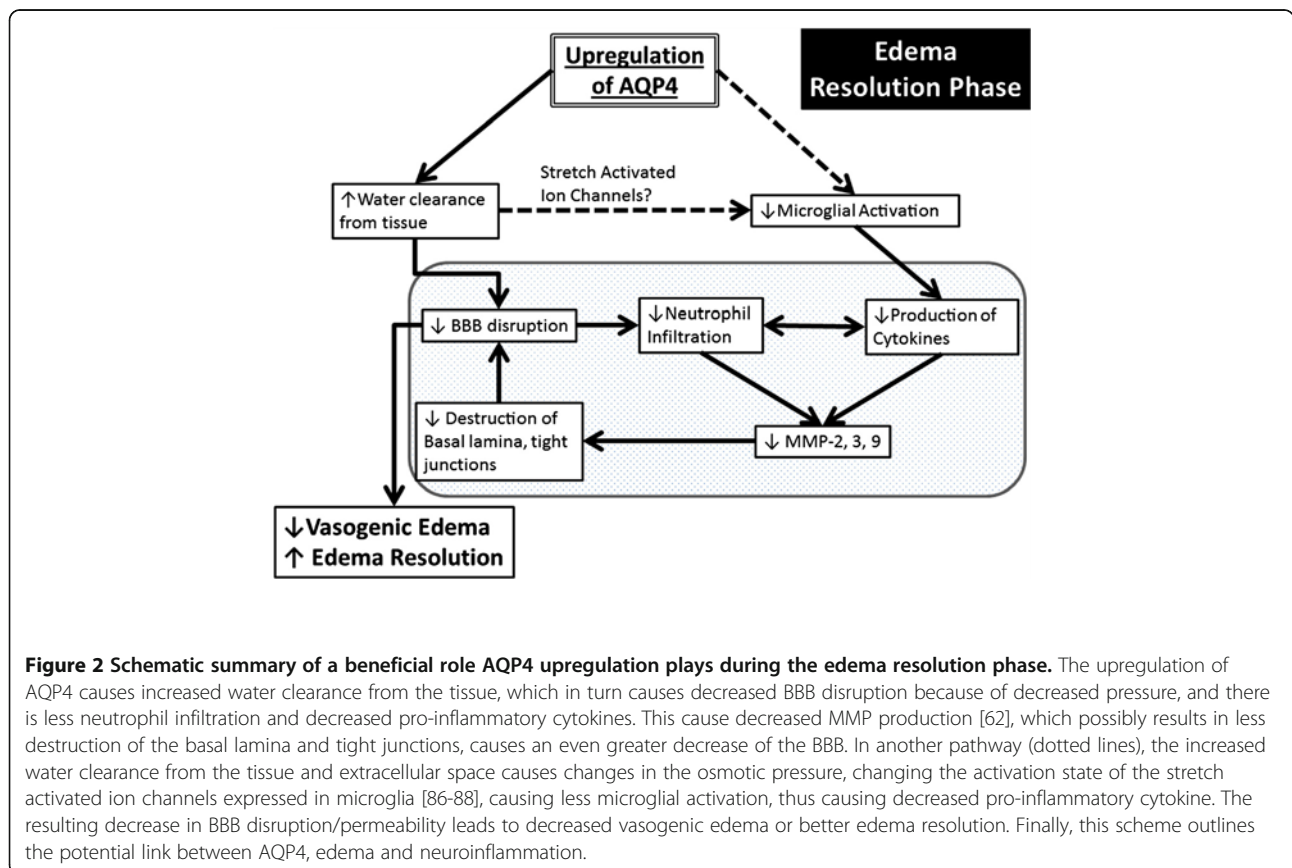 Upregulation
of AQP4
Edema
Resolution Phase
Stretch Activated
Ion Channels?
↑Water clearance
from tissue
↓Microglial Activation
↓ BBB disruption
↓Neutrophil
Infiltration
↓Production of
Cytokines
↓ Destruction of
Basal lamina, tight
junctions
↓ MMP-2, 3, 9
↓Vasogenic Edema
↑ Edema Resolution
Figure 2 Schematic summary of a beneficial role AQP4 upregulation plays during the edema resolution phase. The upregulation of
AQP4 causes increased water clearance from the tissue, which in turn causes decreased BBB disruption because of decreased pressure, and there
is less neutrophil infiltration and decreased pro-inflammatory cytokines. This cause decreased MMP production [62], which possibly results in less
destruction of the basal lamina and tight junctions, causes an even greater decrease of the BBB. In another pathway (dotted lines), the increased
water clearance from the tissue and extracellular space causes changes in the osmotic pressure, changing the activation state of the stretch
activated ion channels expressed in microglia [86-88], causing less microglial activation, thus causing decreased pro-inflammatory cytokine. The
resulting decrease in BBB disruption/permeability leads to decreased vasogenic edema or better edema resolution. Finally, this scheme outlines
the potential link between AQP4, edema and neuroinflammation.